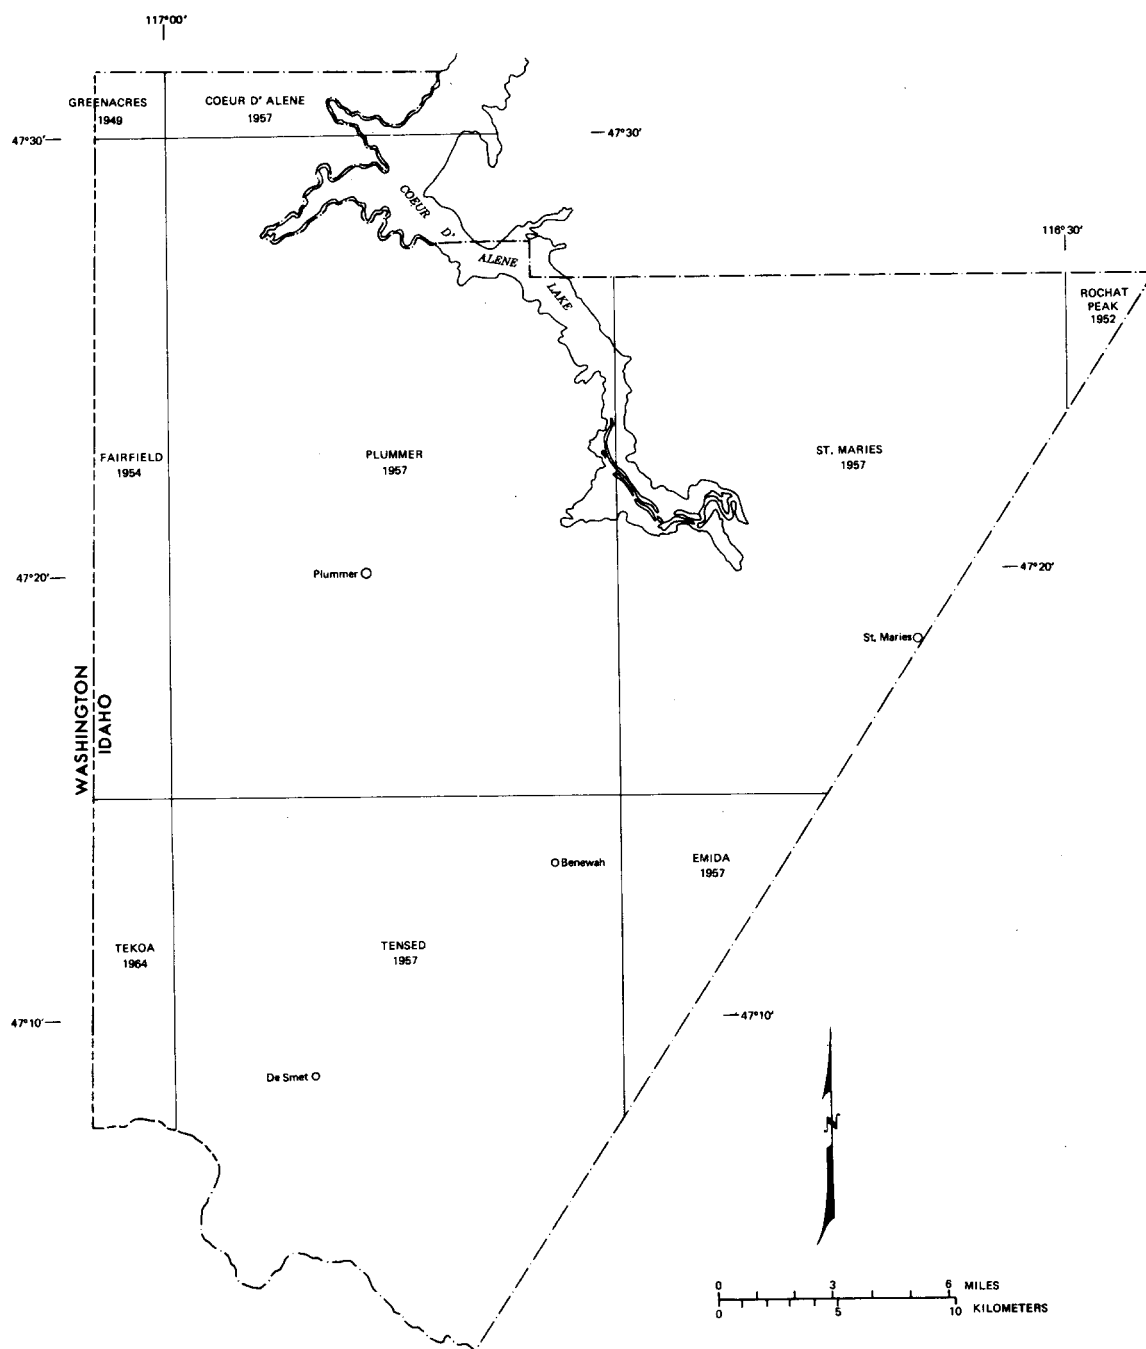 117°00'
GREENACRES
1949
COEUR D' ALENE
1957
47°30'
47°30'
COEUR D' ALENE LAKE
116°30'
ROCHAT
PEAK
1952
FAIRFIELD
1954
PLUMMER
1957
ST. MARIES
1957
Plummer
47°20'
47°20'
St. Maries
WASHINGTON
IDAHO
Benewah
EMIDA
1957
TEKOA
1964
TENSED
1957
47°10'
47°10'
De Smet
N
0 3 6 MILES
0 5 10 KILOMETERS